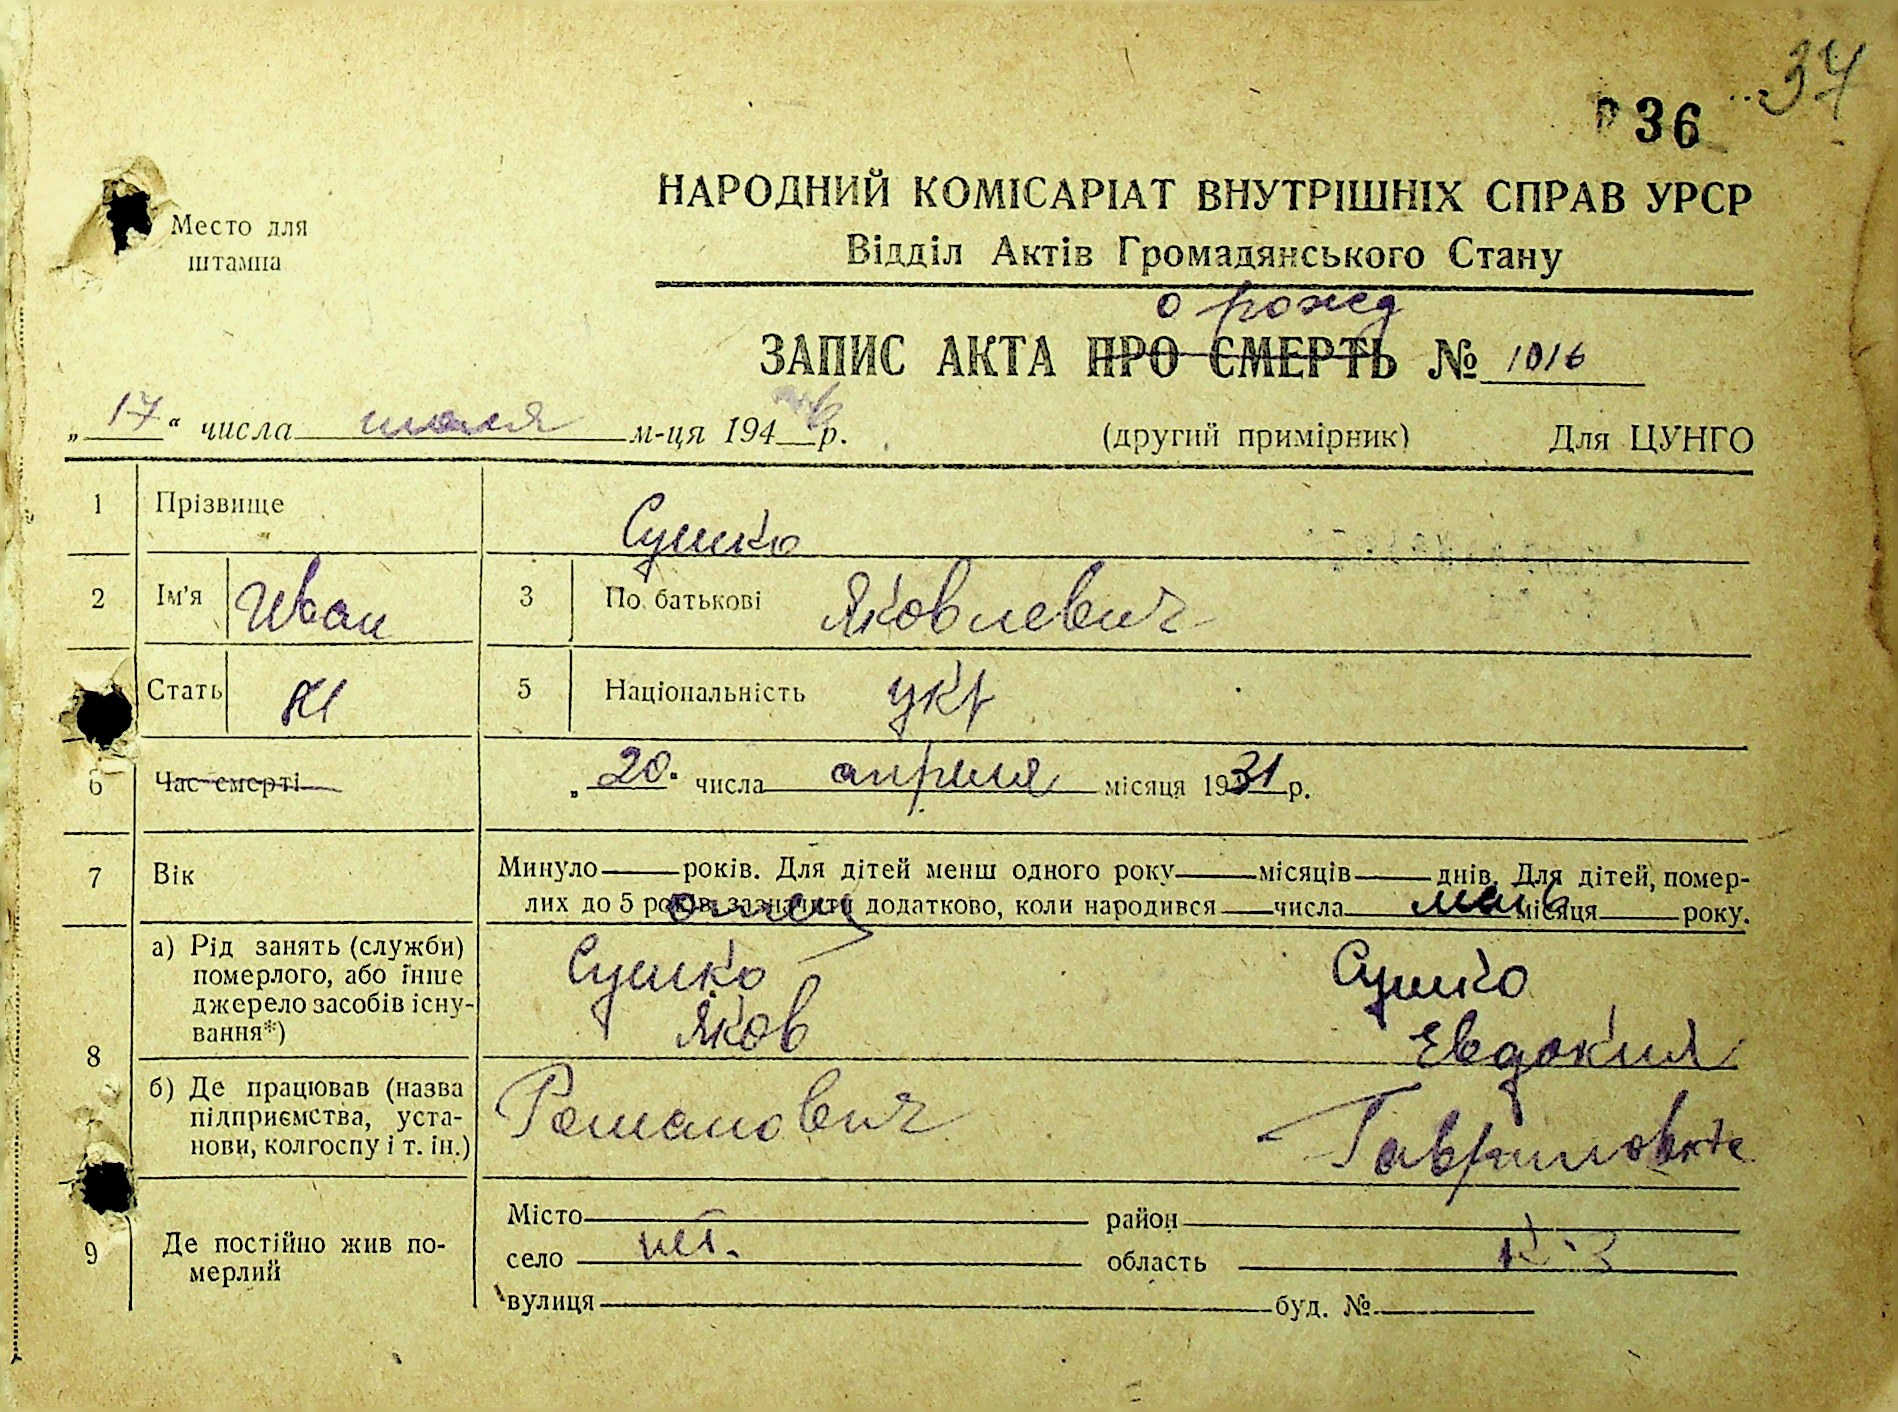 37
36
Место для
штампа
НАРОДНИЙ КОМІСАРІАТ ВНУТРІШНІХ СПРАВ УРСР
Відділ Актів Громадянського Стану
о рожд
ЗАПИС АКТА ПРО СМЕРТЬ № 1016
„17“ числа июля м-ця 1946р. (другий примірник) Для ЦУНГО
1 Прізвище Сушко
2 Ім'я Иван 3 По батькові Яковлевич
Стать М 5 Національність укр
6 Час смерті „20. числа апреля місяця 1931 р.
7 Вік Минуло років. Для дітей менш одного року місяців днів. Для дітей, помер-
лих до 5 років зазначити додатково, коли народився числа місяця року.
отец мать
8 а) Рід занять (служби) померлого, або інше джерело засобів існу-вання*) Сушко Яков Сушко Евдокия
б) Де працював (назва підприємства, уста-нови, колгоспу і т. ін.) Романович Гавриловна
9 Де постійно жив по-мерлий Місто район
село область
вулиця буд. №